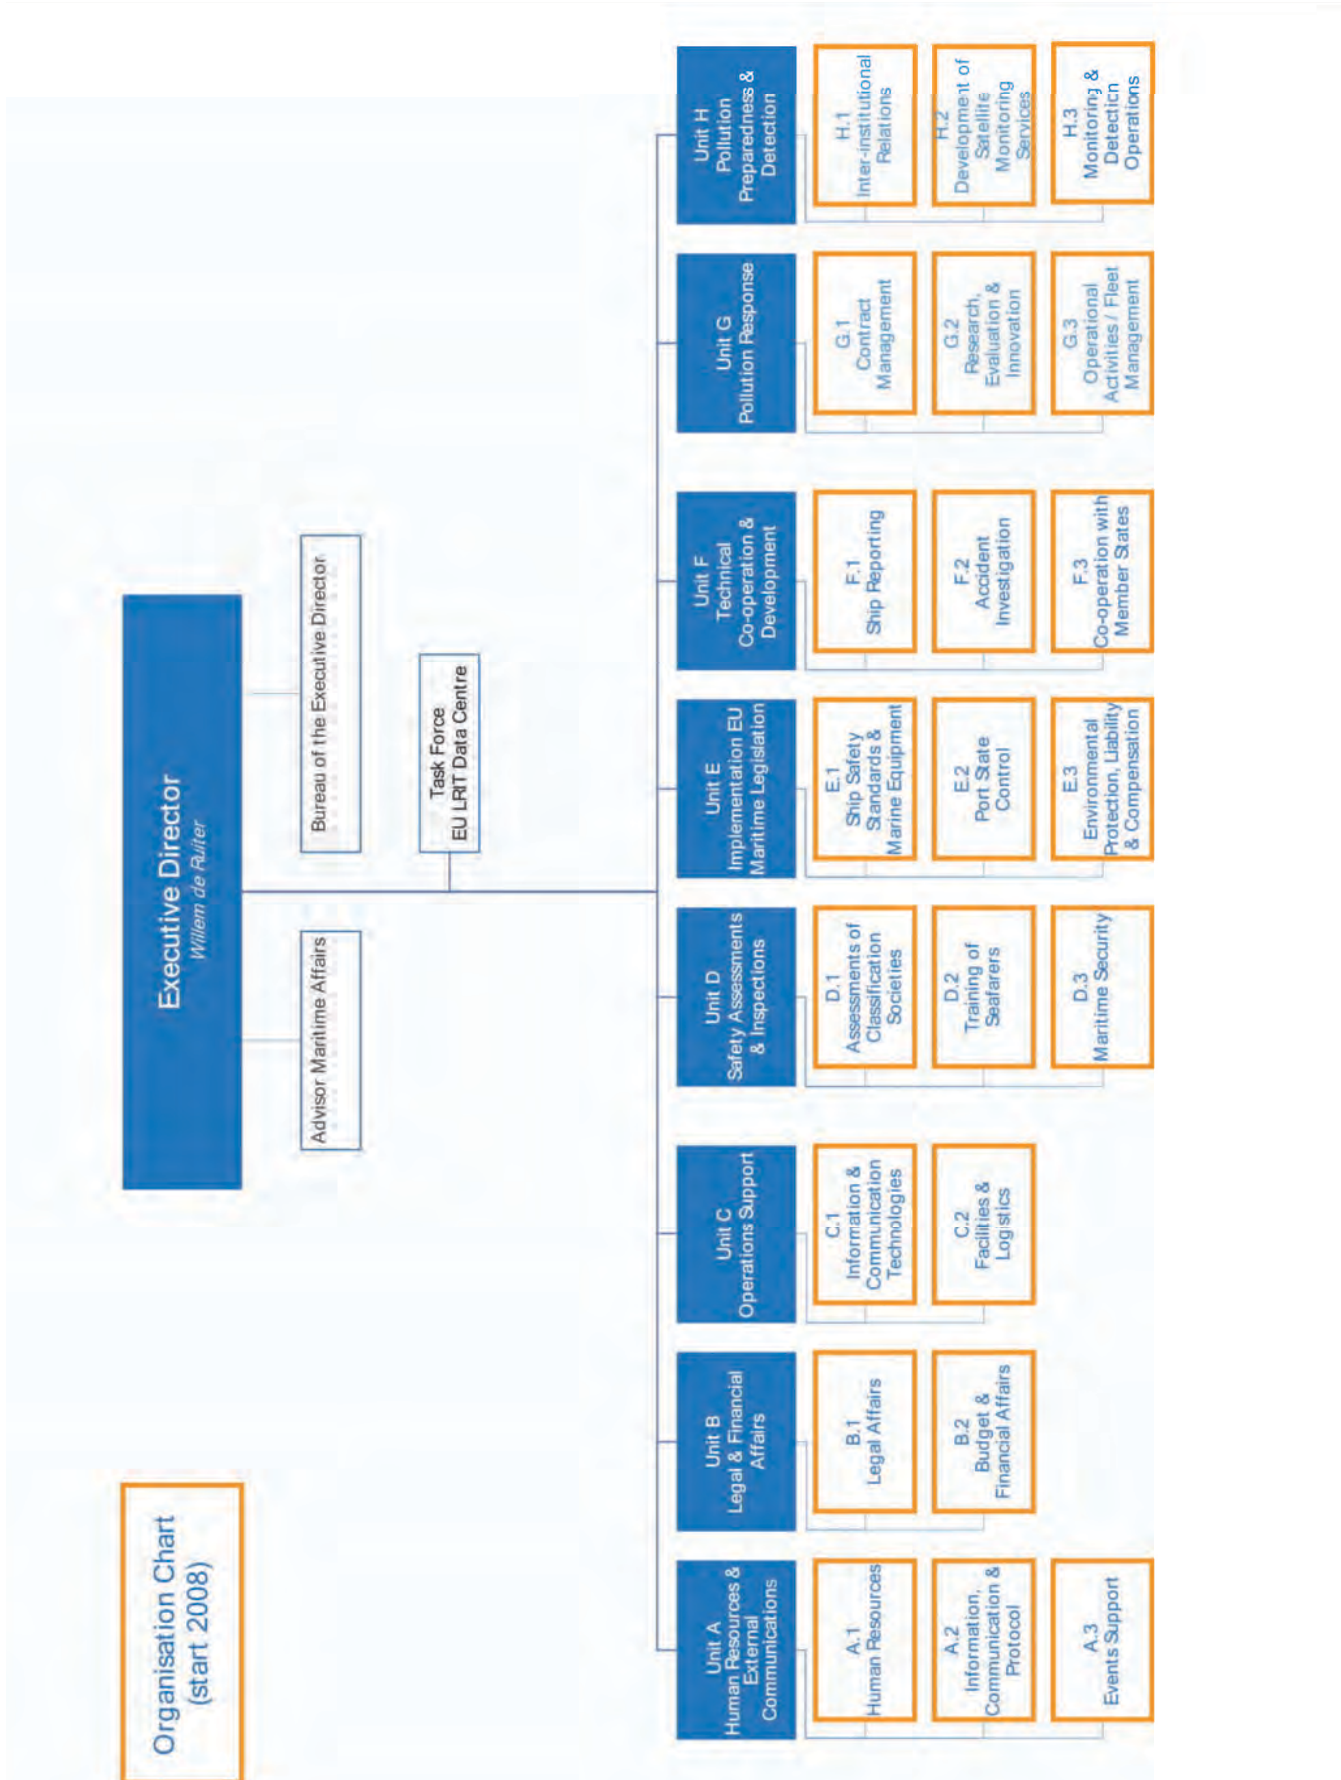 Organisation Chart
(start 2008)
Executive Director
Willem de Ruiter
Advisor Maritime Affairs
Bureau of the Executive Director
Task Force
EU LRIT Data Centre
Unit A
Human Resources &
External
Communications
A.1
Human Resources
A.2
Information,
Communication &
Protocol
A.3
Events Support
Unit B
Legal & Financial
Affairs
B.1
Legal Affairs
B.2
Budget &
Financial Affairs
Unit C
Operations Support
C.1
Information &
Communication
Technologies
C.2
Facilities &
Logistics
Unit D
Safety Assessments
& Inspections
D.1
Assessments of
Classification
Societies
D.2
Training of
Seafarers
D.3
Maritime Security
Unit E
Implementation EU
Maritime Legislation
E.1
Ship Safety
Standards &
Marine Equipment
E.2
Port State
Control
E.3
Environmental
Protection, Liability
& Compensation
Unit F
Technical
Co-operation &
Development
F.1
Ship Reporting
F.2
Accident
Investigation
F.3
Co-operation with
Member States
Unit G
Pollution Response
G.1
Contract
Management
G.2
Research,
Evaluation &
Innovation
G.3
Operational
Activities / Fleet
Management
Unit H
Pollution
Preparedness &
Detection
H.1
Inter-institutional
Relations
H.2
Development of
Satellite
Monitoring
Services
H.3
Monitoring &
Detection
Operations